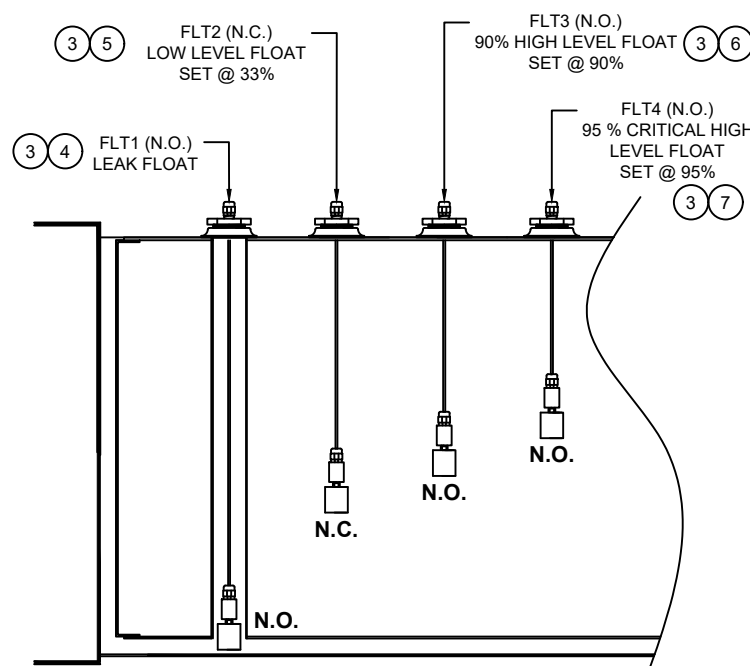 3 5
FLT2 (N.C.)
LOW LEVEL FLOAT
SET @ 33%
FLT3 (N.O.)
90% HIGH LEVEL FLOAT
SET @ 90%
3 6
3 4
FLT1 (N.O.)
LEAK FLOAT
FLT4 (N.O.)
95 % CRITICAL HIGH
LEVEL FLOAT
SET @ 95%
3 7
N.O.
N.O.
N.C.
N.O.